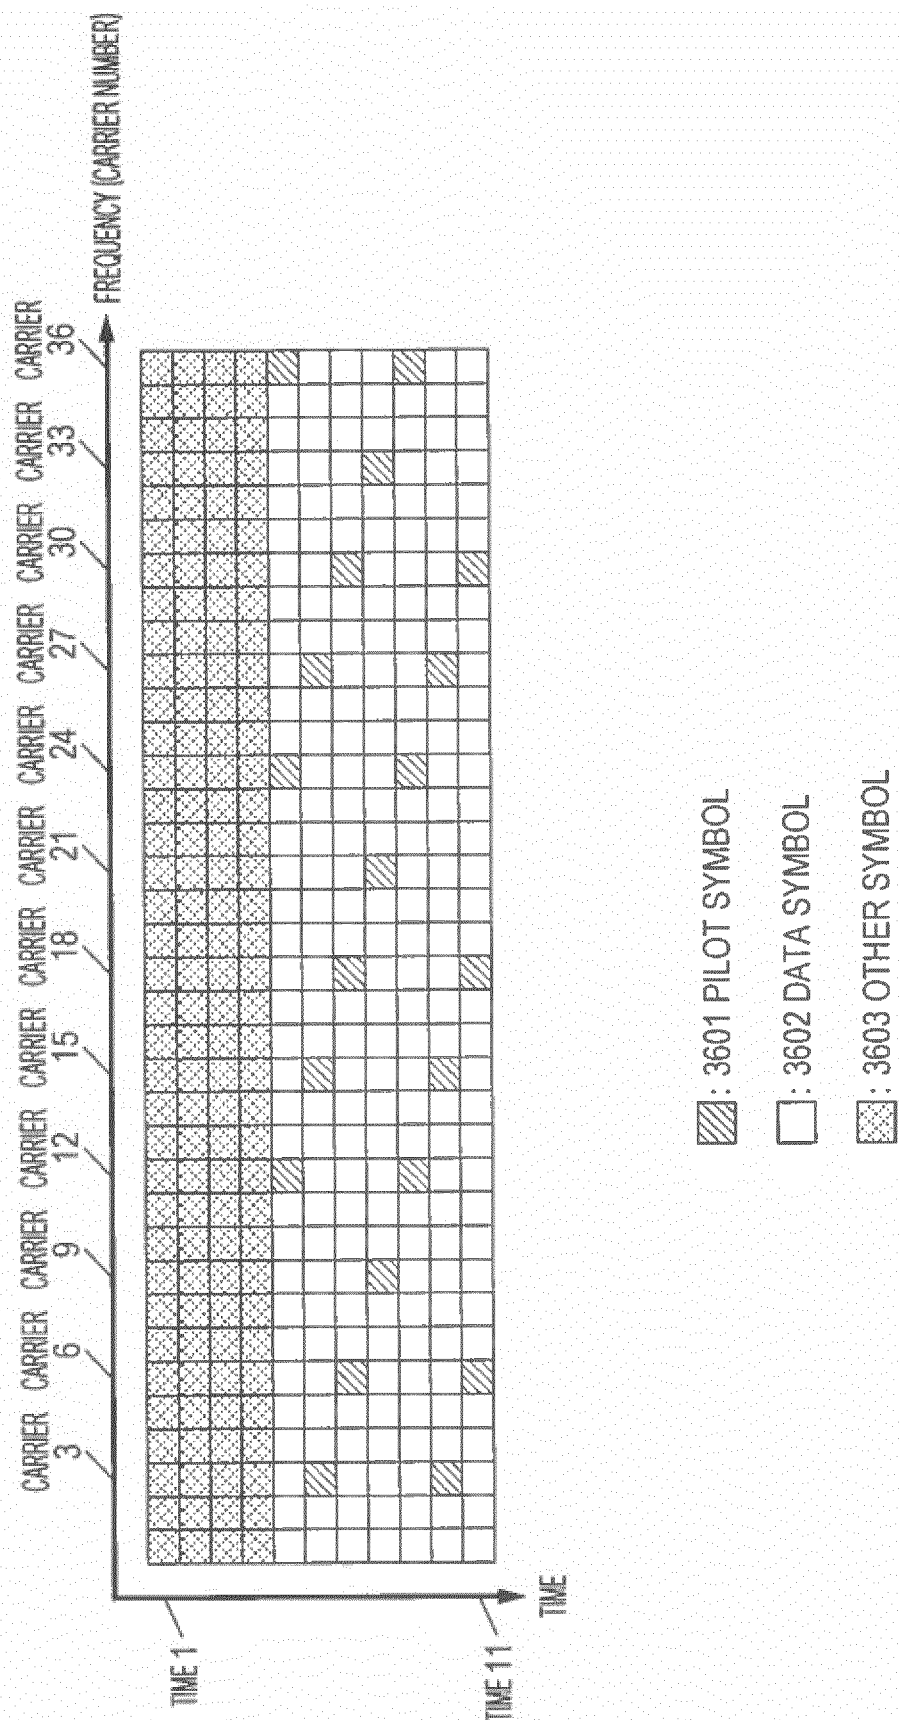 CARRIER 3
CARRIER 6
CARRIER 9
CARRIER 12
CARRIER 15
CARRIER 18
CARRIER 21
CARRIER 24
CARRIER 27
CARRIER 30
CARRIER 33
CARRIER 36
FREQUENCY (CARRIER NUMBER)
TIME 1
TIME 11
TIME
: 3601 PILOT SYMBOL
: 3602 DATA SYMBOL
: 3603 OTHER SYMBOL